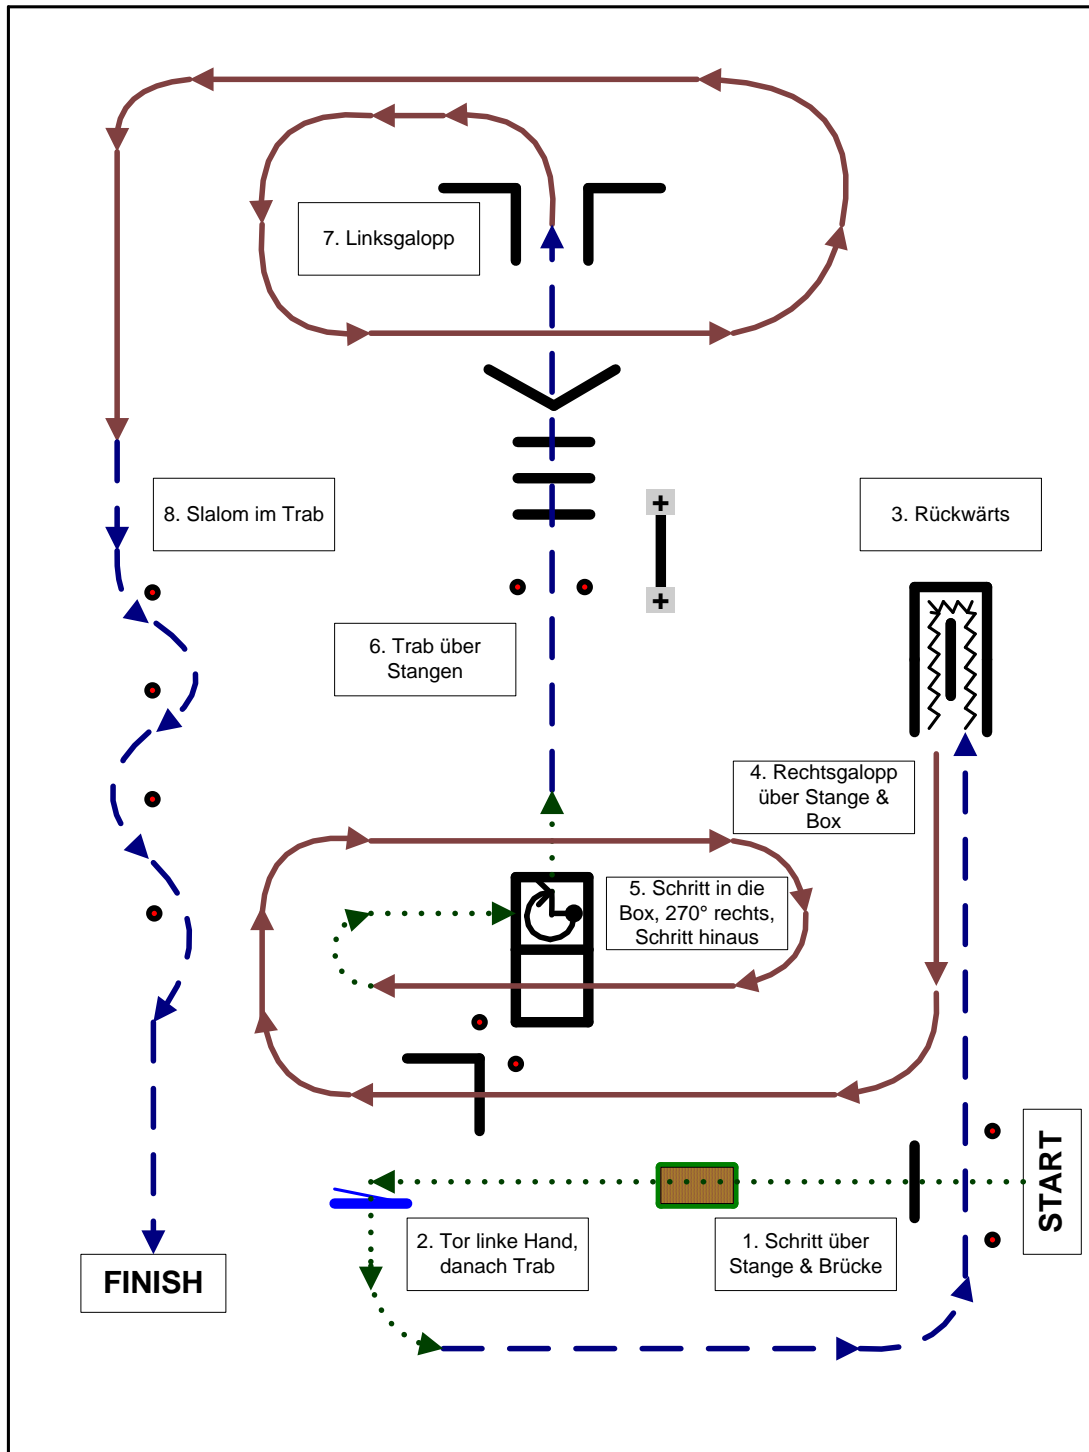 7. Linksgalopp
8. Slalom im Trab
3. Rückwärts
6. Trab über
Stangen
4. Rechtsgalopp
über Stange &
Box
5. Schritt in die
Box, 270° rechts,
Schritt hinaus
START
2. Tor linke Hand,
danach Trab
1. Schritt über
Stange & Brücke
FINISH